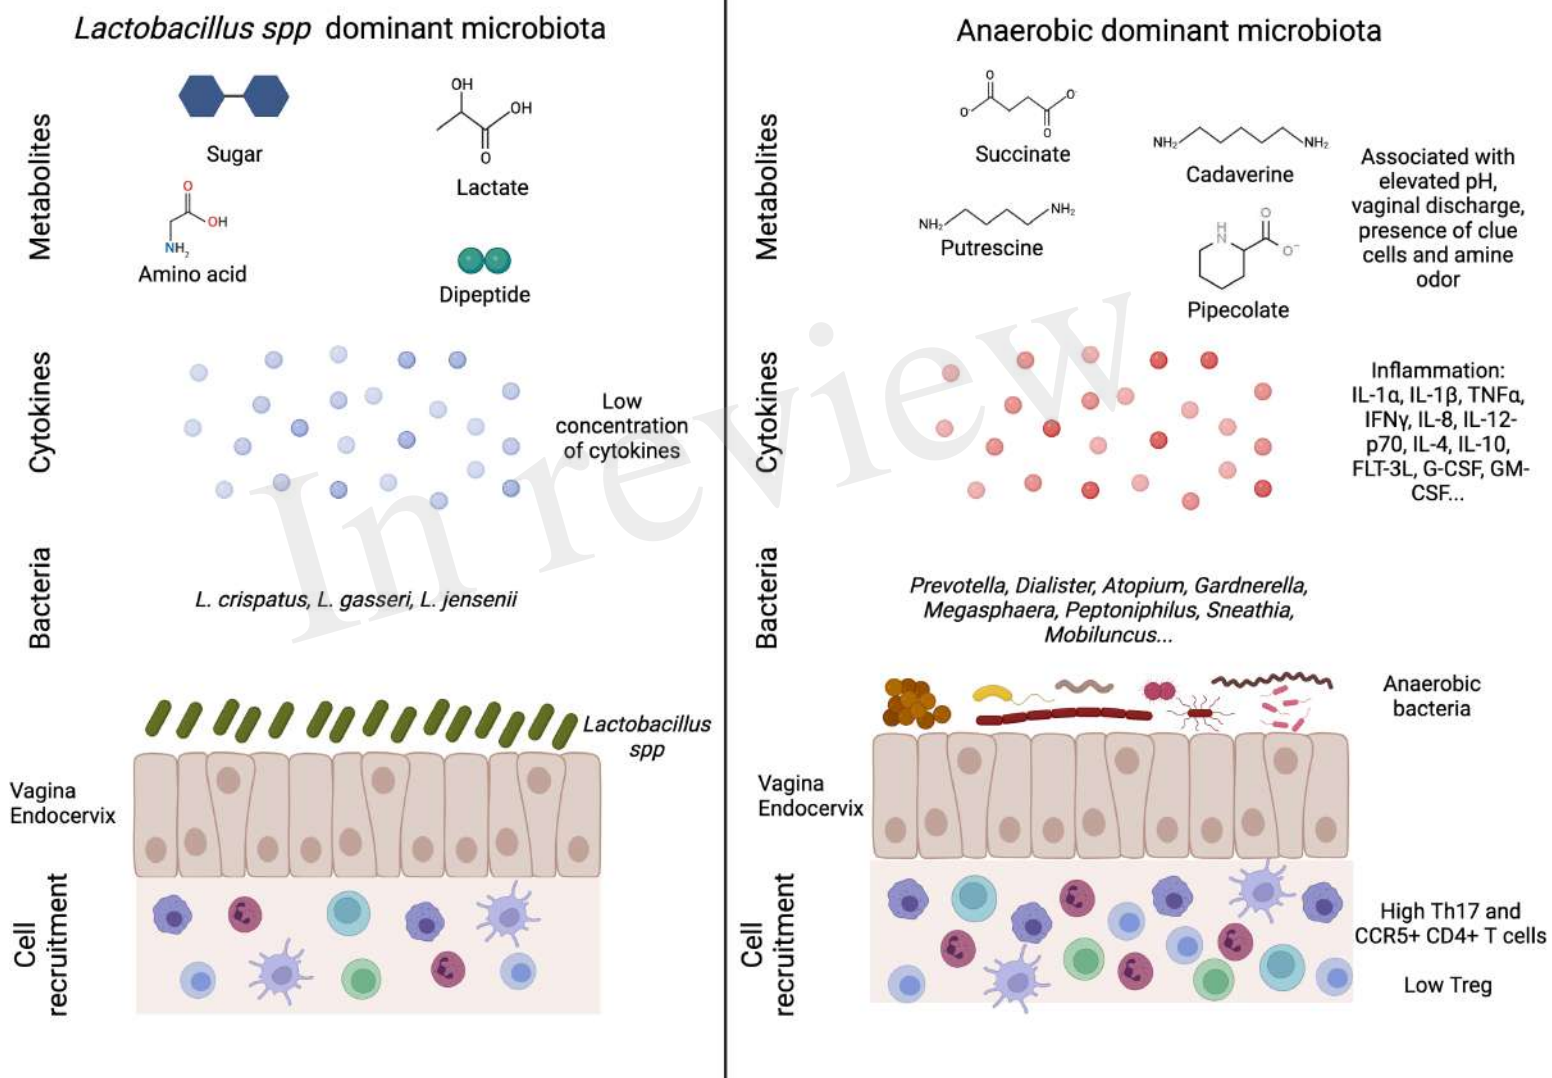 Lactobacillus spp dominant microbiota
Metabolites
Sugar
OH
OH
O
Lactate
O
OH
NH2
Amino acid
Dipeptide
Cytokines
Low
concentration
of cytokines
Bacteria
L. crispatus, L. gasseri, L. jensenii
Lactobacillus
spp
Vagina
Endocervix
Cell
recruitment
Anaerobic dominant microbiota
Metabolites
O
O-
O-
O
Succinate
NH2
NH2
Cadaverine
NH2
NH2
Putrescine
H
N
O
O-
Pipecolate
Associated with
elevated pH,
vaginal discharge,
presence of clue
cells and amine
odor
Cytokines
Inflammation:
IL-1α, IL-1β, TNFα,
IFNγ, IL-8, IL-12-
p70, IL-4, IL-10,
FLT-3L, G-CSF, GM-
CSF...
Bacteria
Prevotella, Dialister, Atopium, Gardnerella,
Megasphaera, Peptoniphilus, Sneathia,
Mobiluncus...
Anaerobic
bacteria
Vagina
Endocervix
Cell
recruitment
High Th17 and
CCR5+ CD4+ T cells
Low Treg
In review